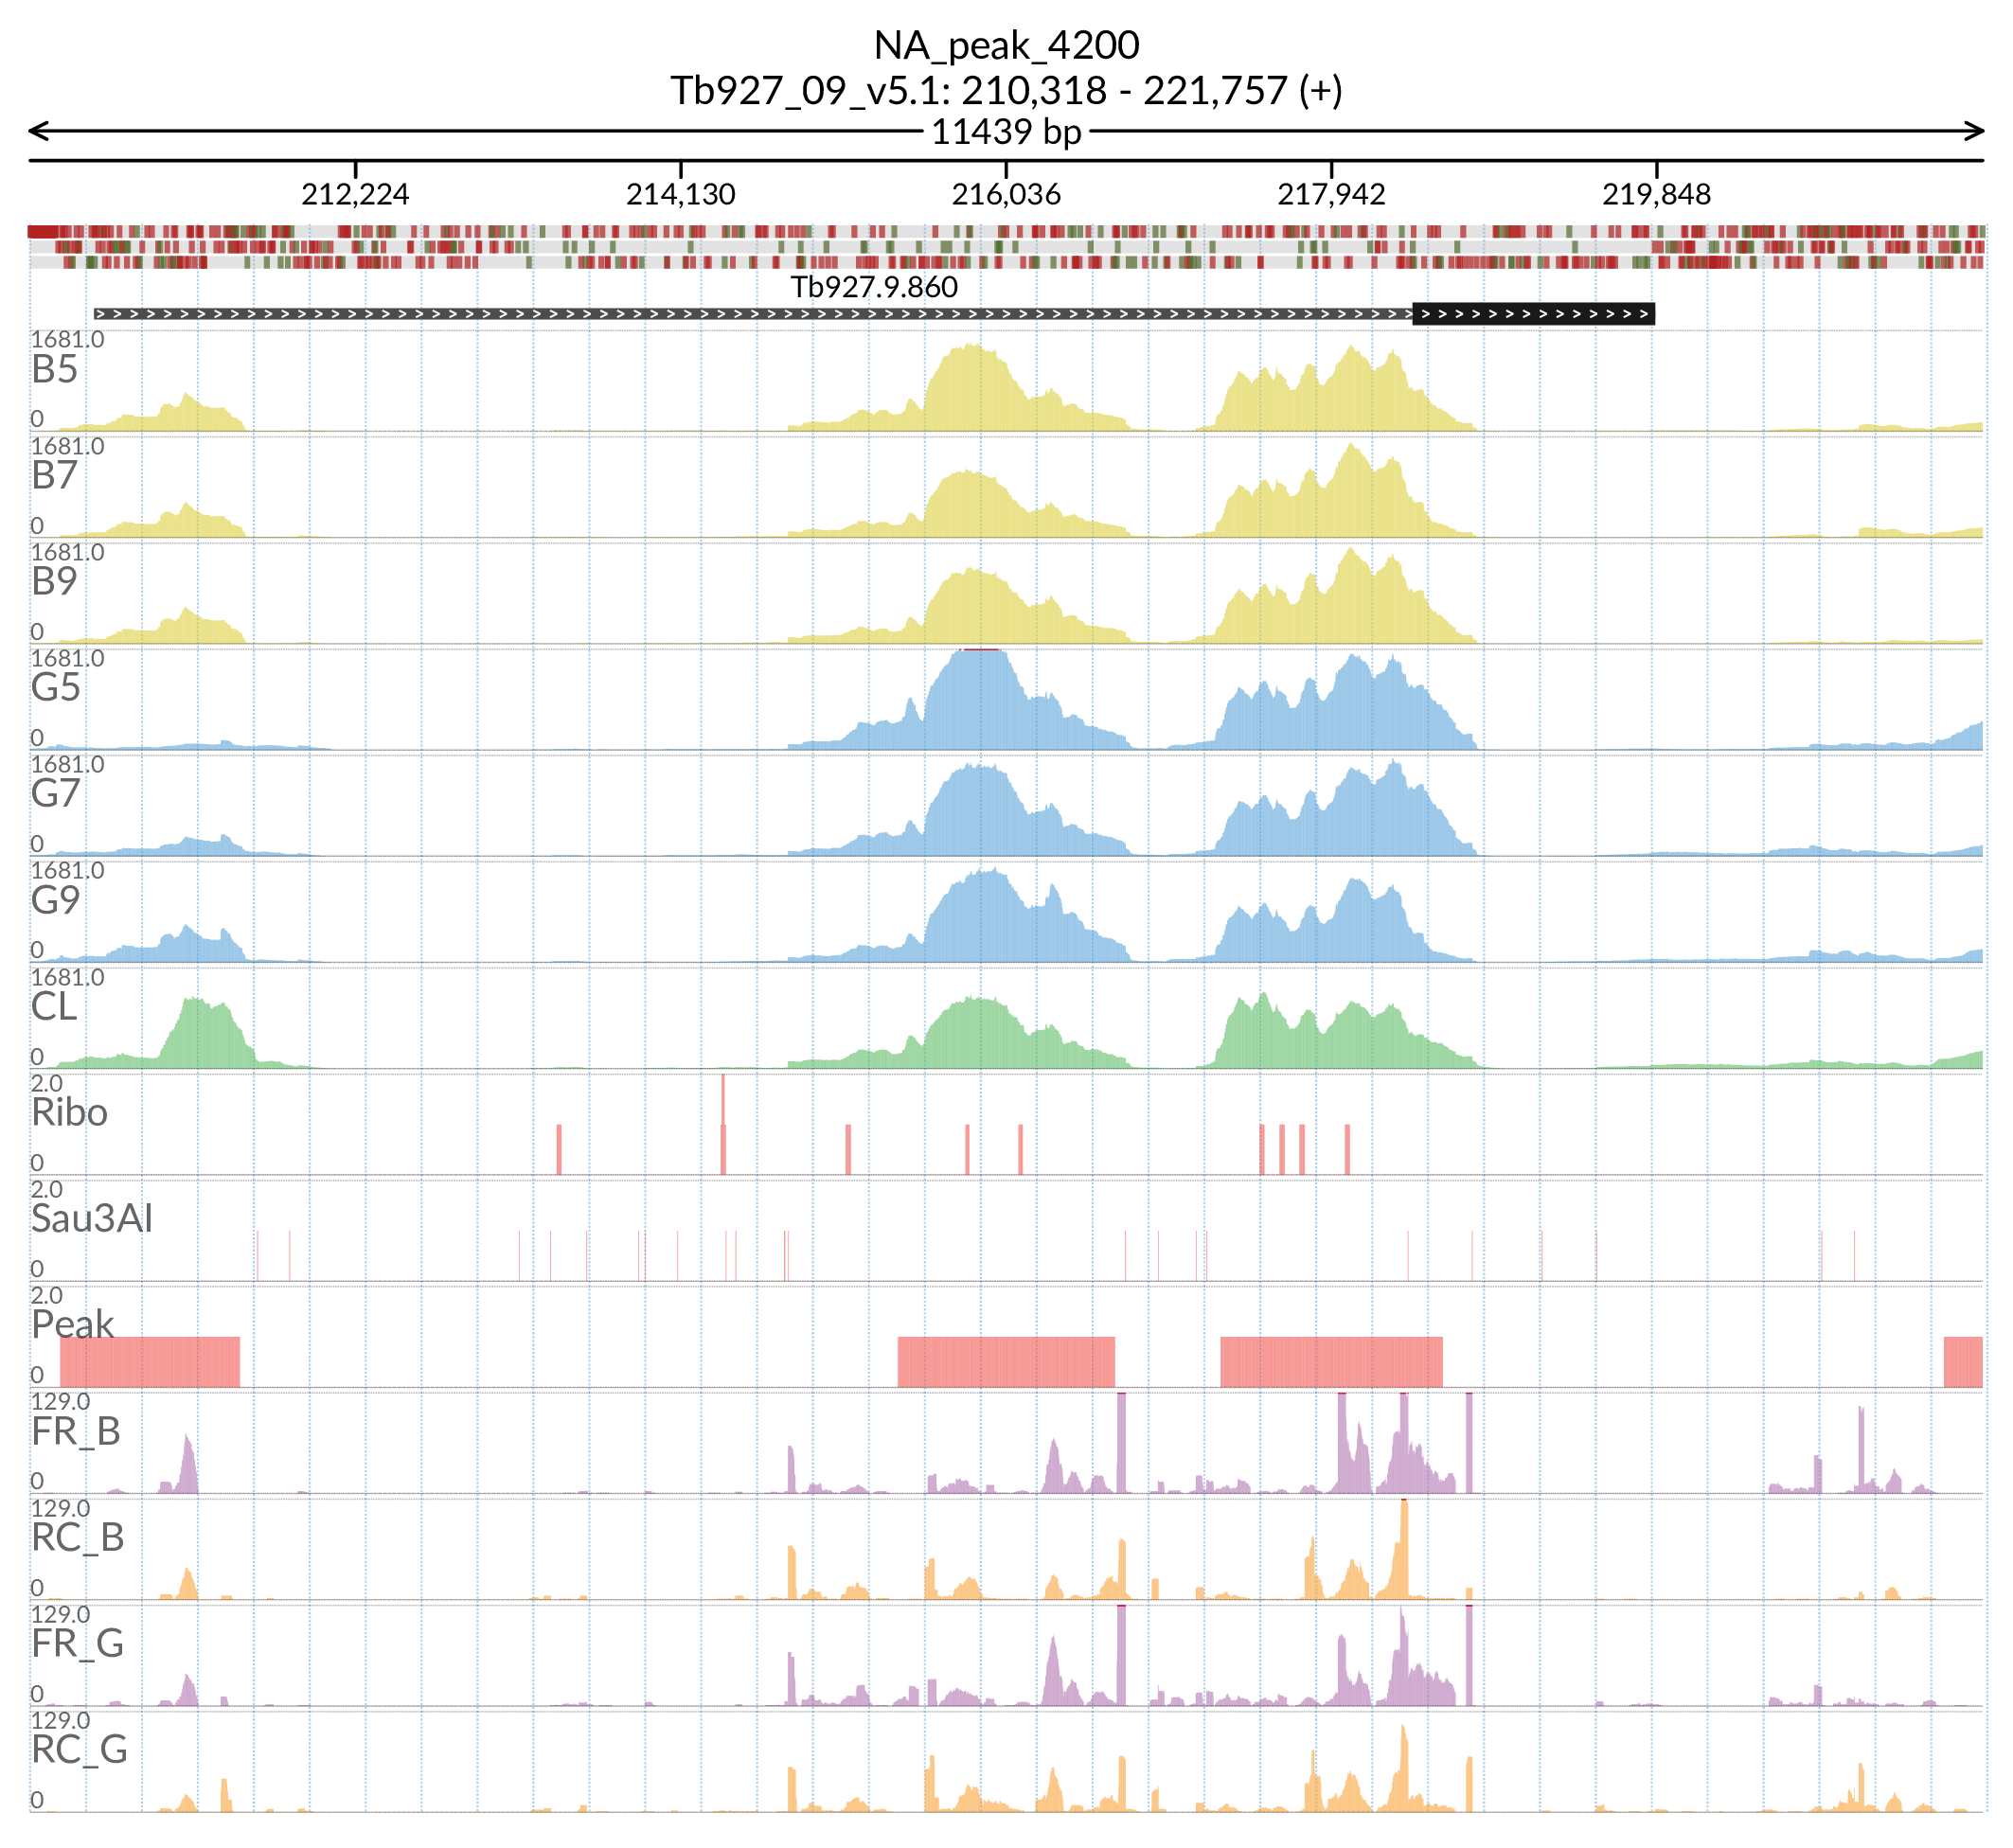 NA_peak_4200
Tb927_09_v5.1: 210,318 - 221,757 (+)
11439 bp
212,224 214,130 216,036 217,942 219,848
Tb927.9.860
1681.0
B5
0
1681.0
B7
0
1681.0
B9
0
1681.0
G5
0
1681.0
G7
0
1681.0
G9
0
1681.0
CL
0
2.0
Ribo
0
2.0
Sau3AI
0
2.0
Peak
0
129.0
FR_B
0
129.0
RC_B
0
129.0
FR_G
0
129.0
RC_G
0